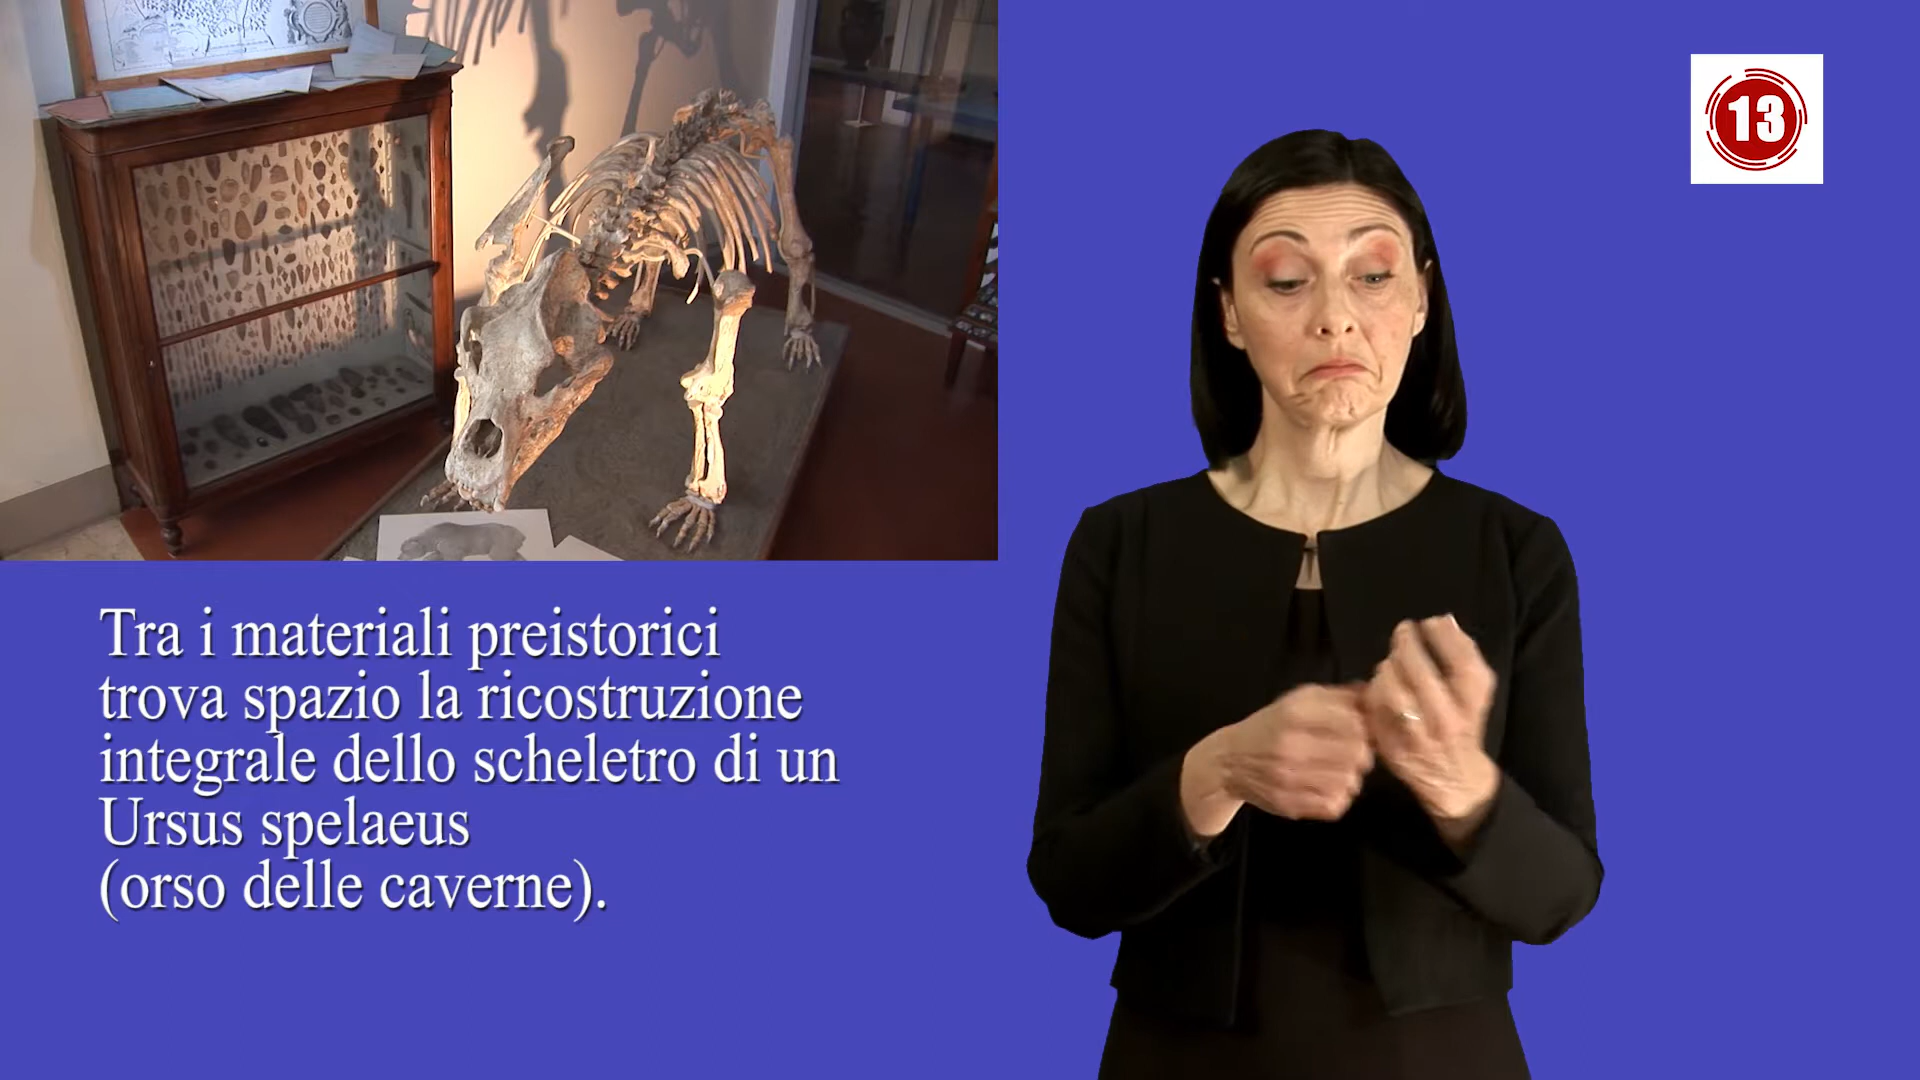 13
Tra i materiali preistorici
trova spazio la ricostruzione
integrale dello scheletro di un
Ursus spelaeus
(orso delle caverne).